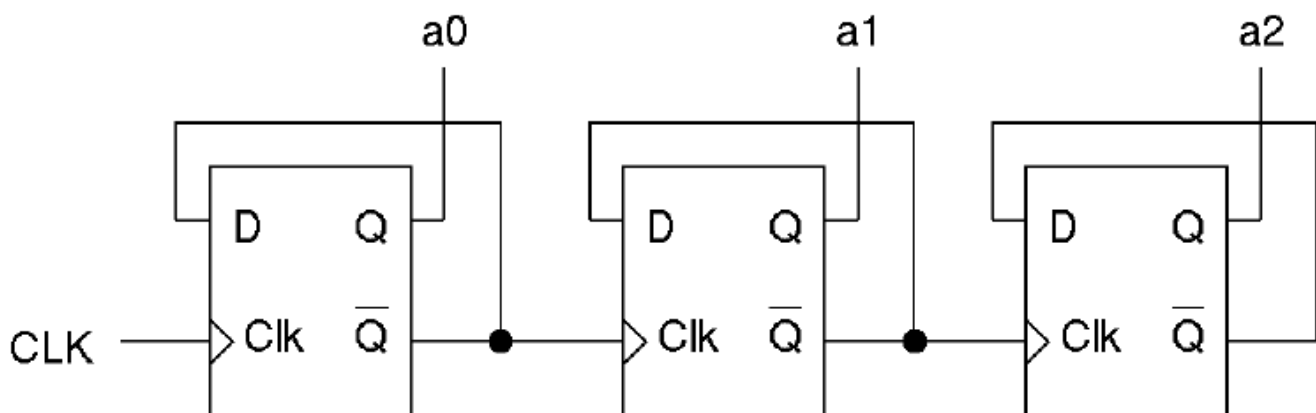 a0 a1 a2
D Q D Q D Q
CLK Clk Q̅ Clk Q̅ Clk Q̅